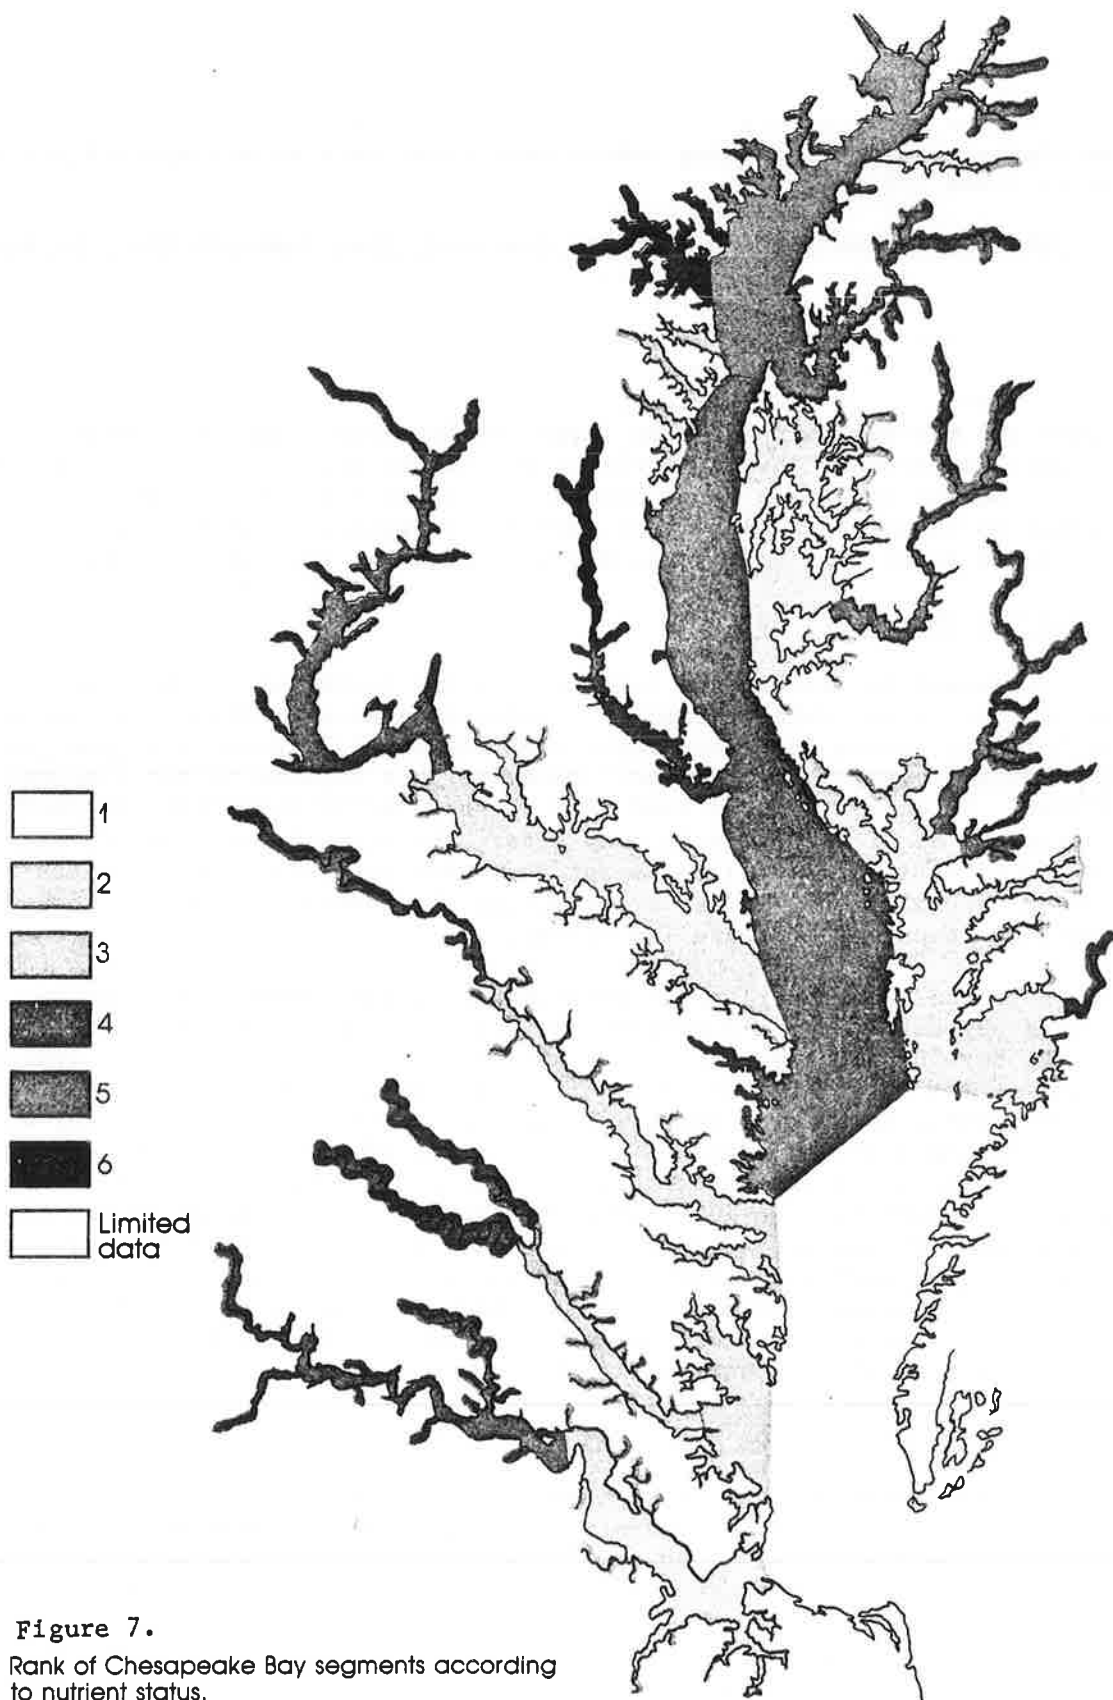 1
2
3
4
5
6
Limited
data
Figure 7.
Rank of Chesapeake Bay segments according
to nutrient status.